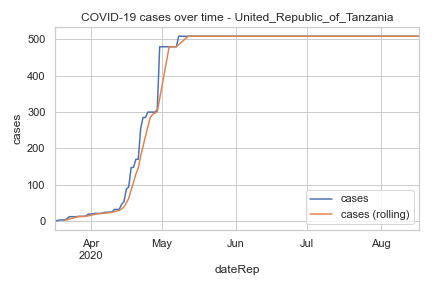 COVID-19 cases over time - United_Republic_of_Tanzania
500
400
300
200
100
0
cases
Apr
2020
May
Jun
Jul
Aug
dateRep
cases
cases (rolling)